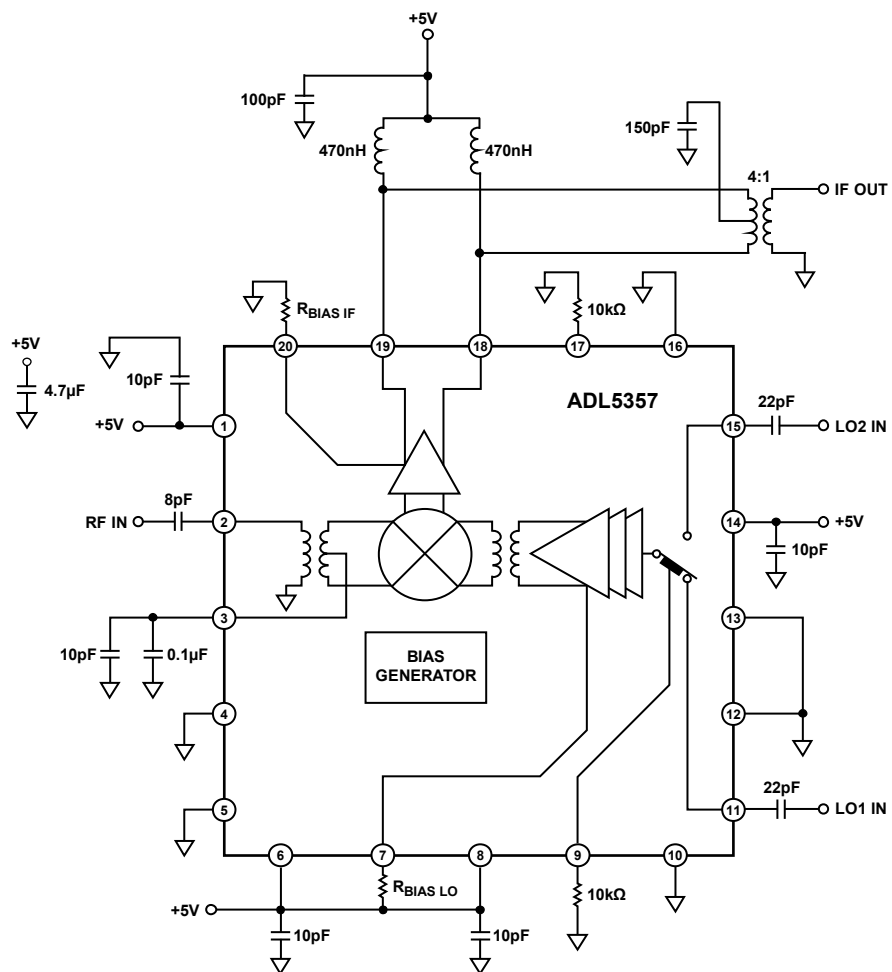 +5V
100pF
470nH
470nH
150pF
4:1
IF OUT
R BIAS IF
10kΩ
20
19
18
17
16
+5V
4.7µF
10pF
+5V
1
ADL5357
22pF
15
LO2 IN
8pF
RF IN
2
14
+5V
10pF
3
10pF
0.1µF
BIAS
GENERATOR
13
4
12
5
22pF
11
LO1 IN
6
7
8
9
10
R BIAS LO
10kΩ
+5V
10pF
10pF